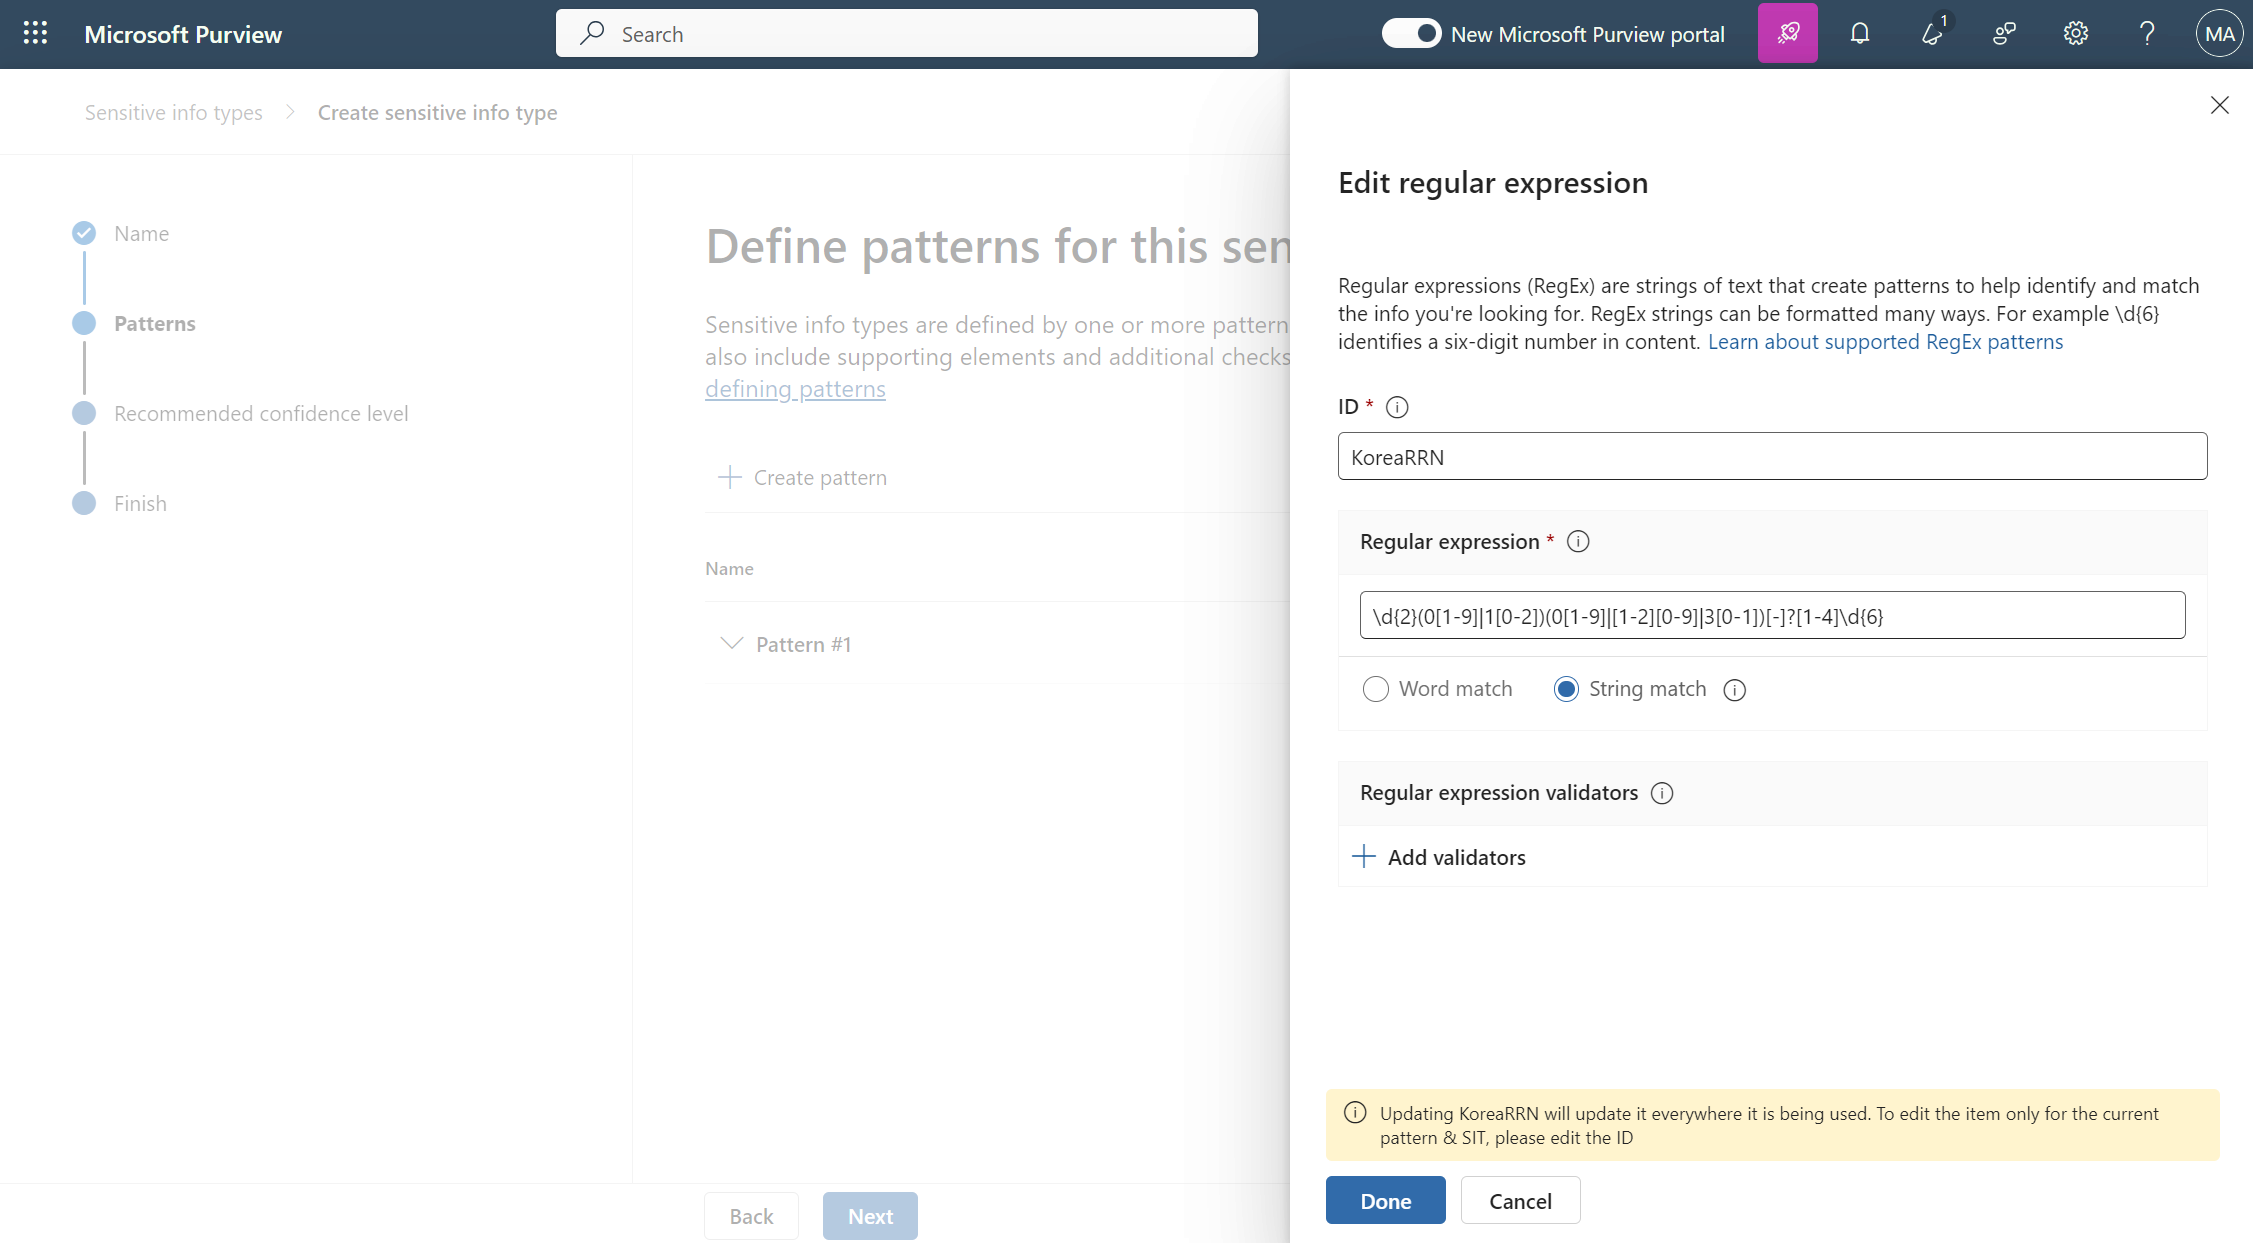 Microsoft Purview
Search
New Microsoft Purview portal
1
MA
Sensitive info types
Create sensitive info type
Name
Patterns
Recommended confidence level
Finish
Define patterns for this sen
Sensitive info types are defined by one or more pattern
also include supporting elements and additional checks
defining patterns
Create pattern
Name
Pattern #1
Back
Next
Edit regular expression
Regular expressions (RegEx) are strings of text that create patterns to help identify and match
the info you're looking for. RegEx strings can be formatted many ways. For example \d{6}
identifies a six-digit number in content. Learn about supported RegEx patterns
ID *
KoreaRRN
Regular expression *
\d{2}(0[1-9]|1[0-2])(0[1-9]|[1-2][0-9]|3[0-1])[-]?[1-4]\d{6}
Word match
String match
Regular expression validators
Add validators
Updating KoreaRRN will update it everywhere it is being used. To edit the item only for the current
pattern & SIT, please edit the ID
Done
Cancel